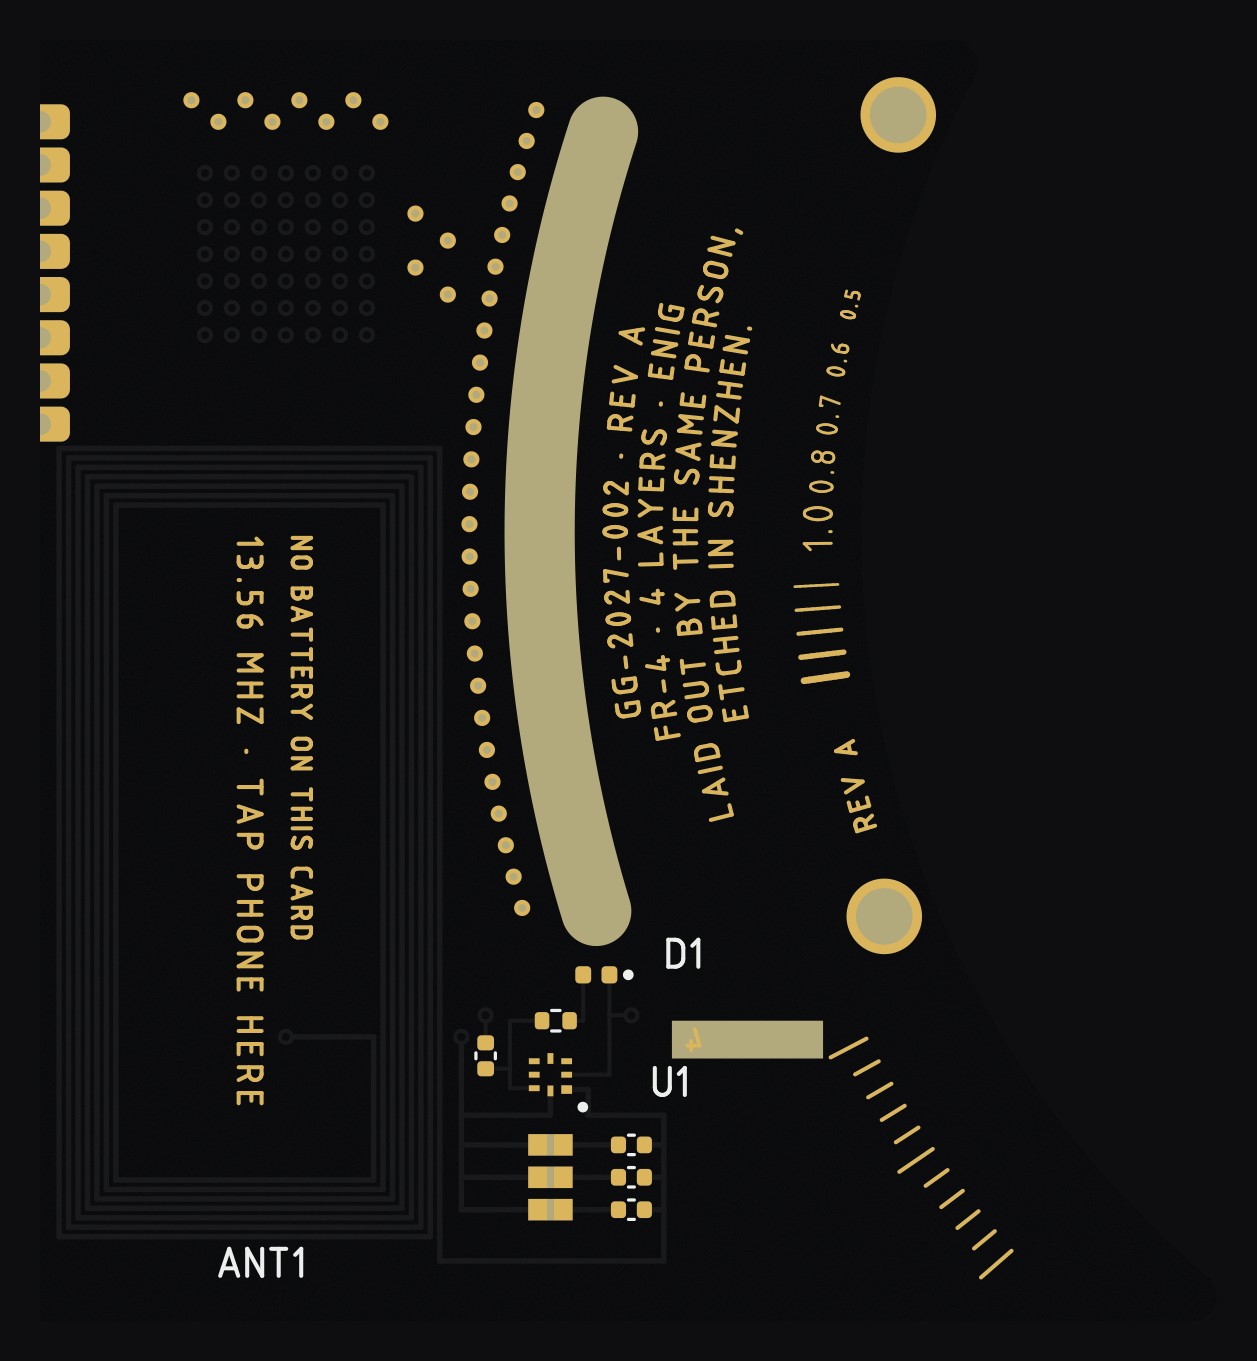 GG-2027-002 · REV A
FR-4 · 4 LAYERS · ENIG
LAID OUT BY THE SAME PERSON,
ETCHED IN SHENZHEN.
1.0 0.8 0.7 0.6 0.5
REV A
NO BATTERY ON THIS CARD
13.56 MHZ · TAP PHONE HERE
D1
4
U1
ANT1